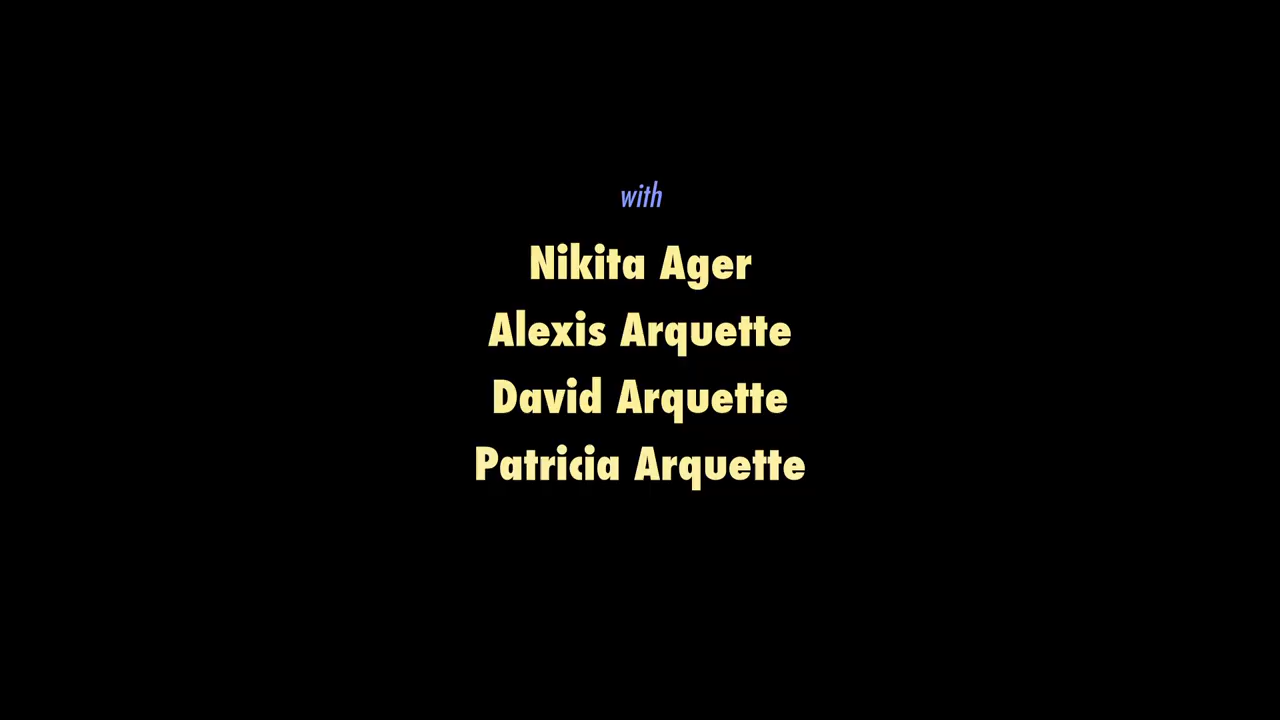 with
Nikita Ager
Alexis Arquette
David Arquette
Patricia Arquette